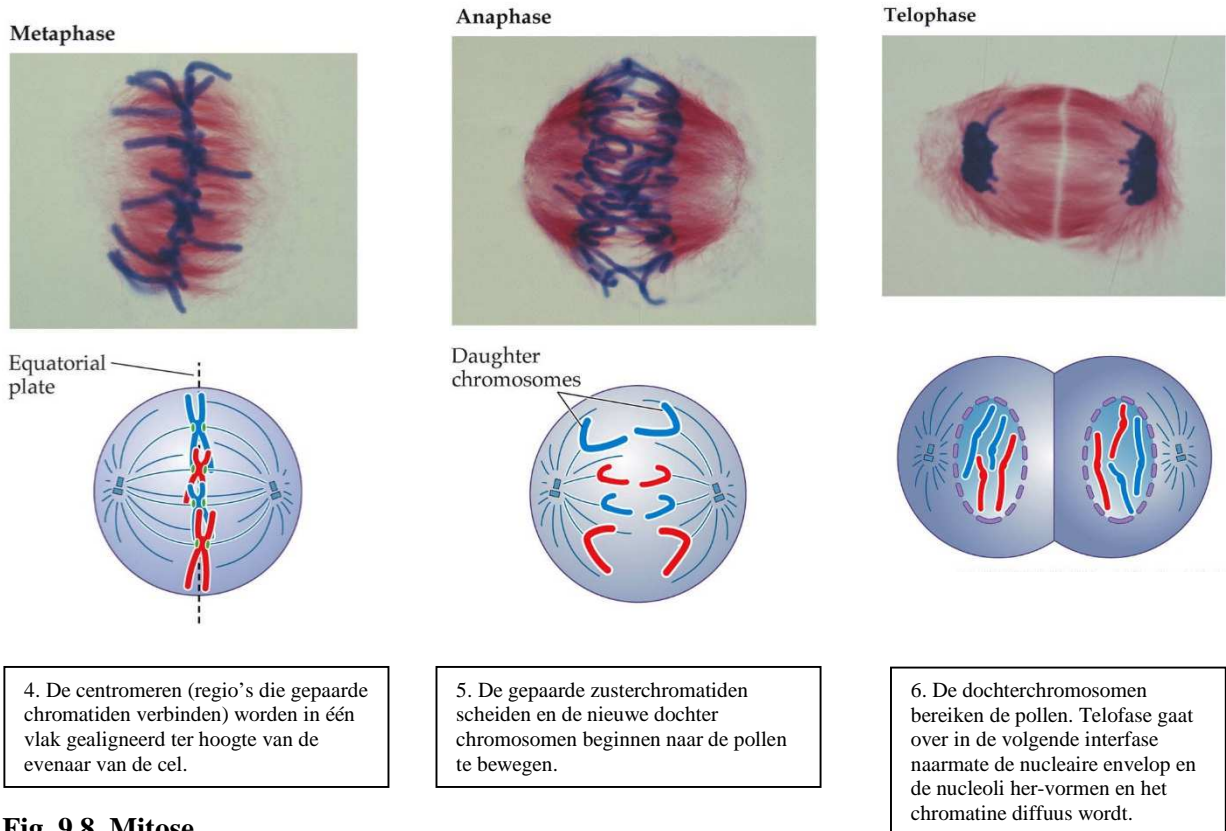 Metaphase
Anaphase
Telophase
Equatorial
plate
Daughter
chromosomes
4. De centromeren (regio’s die gepaarde
chromatiden verbinden) worden in één
vlak gealigneerd ter hoogte van de
evenaar van de cel.
5. De gepaarde zusterchromatiden
scheiden en de nieuwe dochter
chromosomen beginnen naar de pollen
te bewegen.
6. De dochterchromosomen
bereiken de pollen. Telofase gaat
over in de volgende interfase
naarmate de nucleaire envelop en
de nucleoli her-vormen en het
chromatine diffuus wordt.
Fig. 9.8. Mitose